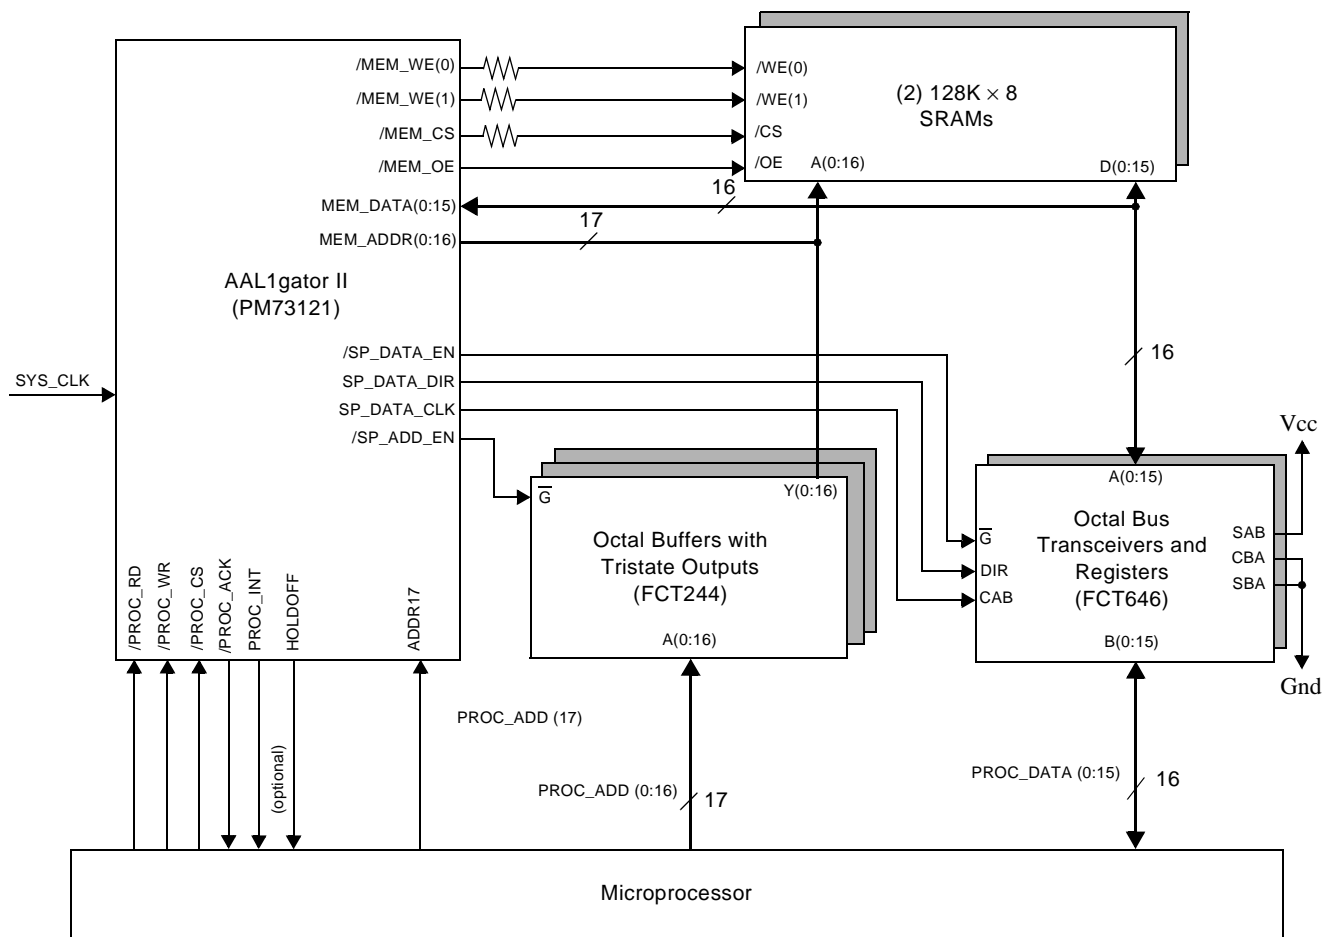 /MEM_WE(0)
/MEM_WE(1)
/MEM_CS
/MEM_OE
MEM_DATA(0:15)
MEM_ADDR(0:16)
AAL1gator II
(PM73121)
/SP_DATA_EN
SP_DATA_DIR
SP_DATA_CLK
/SP_ADD_EN
SYS_CLK
/PROC_RD
/PROC_WR
/PROC_CS
/PROC_ACK
PROC_INT
HOLDOFF
ADDR17
/WE(0)
/WE(1)
/CS
/OE
A(0:16)
(2) 128K × 8
SRAMs
D(0:15)
16
17
16
G
Y(0:16)
Octal Buffers with
Tristate Outputs
(FCT244)
A(0:16)
A(0:15)
Octal Bus
Transceivers and
Registers
(FCT646)
G
DIR
CAB
SAB
CBA
SBA
B(0:15)
Vcc
Gnd
(optional)
PROC_ADD (17)
PROC_ADD (0:16)
17
PROC_DATA (0:15)
16
Microprocessor